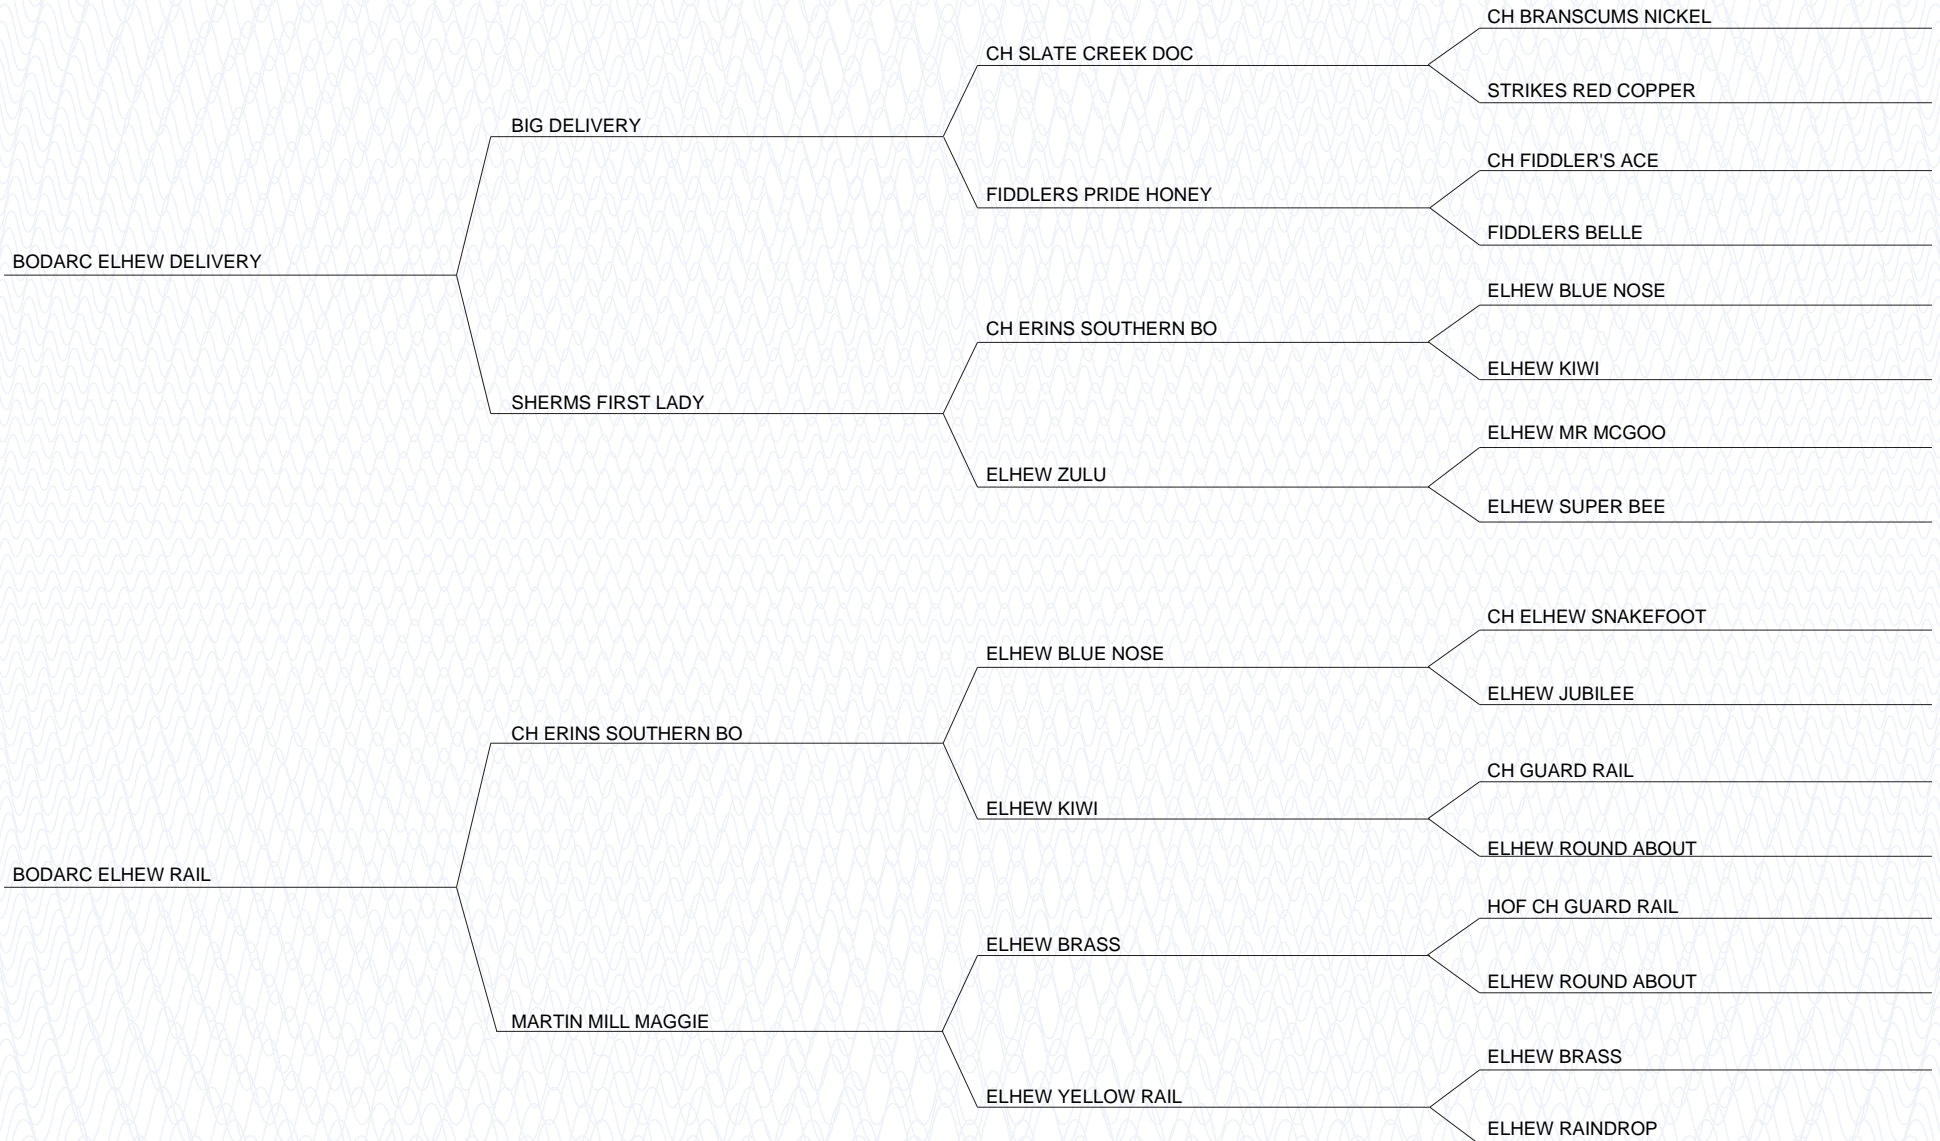 CH BRANSCUMS NICKEL
CH SLATE CREEK DOC
STRIKES RED COPPER
BIG DELIVERY
CH FIDDLER'S ACE
FIDDLERS PRIDE HONEY
FIDDLERS BELLE
BODARC ELHEW DELIVERY
ELHEW BLUE NOSE
CH ERINS SOUTHERN BO
ELHEW KIWI
SHERMS FIRST LADY
ELHEW MR MCGOO
ELHEW ZULU
ELHEW SUPER BEE
CH ELHEW SNAKEFOOT
ELHEW BLUE NOSE
ELHEW JUBILEE
CH ERINS SOUTHERN BO
CH GUARD RAIL
ELHEW KIWI
ELHEW ROUND ABOUT
BODARC ELHEW RAIL
HOF CH GUARD RAIL
ELHEW BRASS
ELHEW ROUND ABOUT
MARTIN MILL MAGGIE
ELHEW BRASS
ELHEW YELLOW RAIL
ELHEW RAINDROP